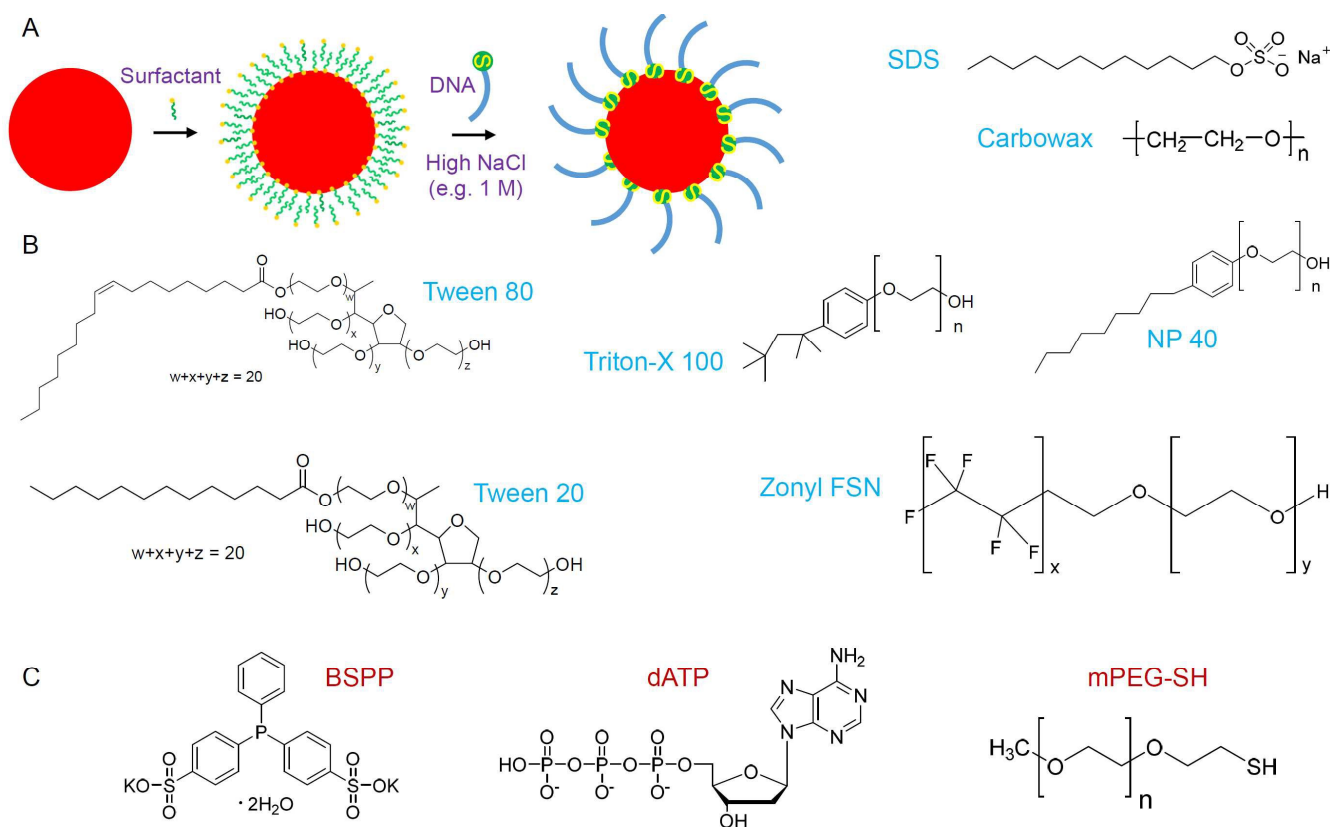 A
Surfactant
DNA
S
High NaCl
(e.g. 1 M)
S S S S S S S S S S S S
SDS
O O
S
O O⁻ Na⁺
Carbowax
-[CH₂-CH₂-O]-n
B
O
O O w
HO O x
HO O y
O
O OH z
Tween 80
w+x+y+z = 20
O
n
OH
Triton-X 100
O
n
OH
NP 40
O
O O w
HO O x
HO O y
O
O OH z
Tween 20
w+x+y+z = 20
Zonyl FSN
F F
F
F F
x
O
O
H
y
C
BSPP
P
KO S O O
O O S OK
· 2H₂O
dATP
NH₂
N N
N N
O O O
HO P O P O P O
O⁻ O⁻ O⁻
O
OH
mPEG-SH
H₃C O
n
O
SH